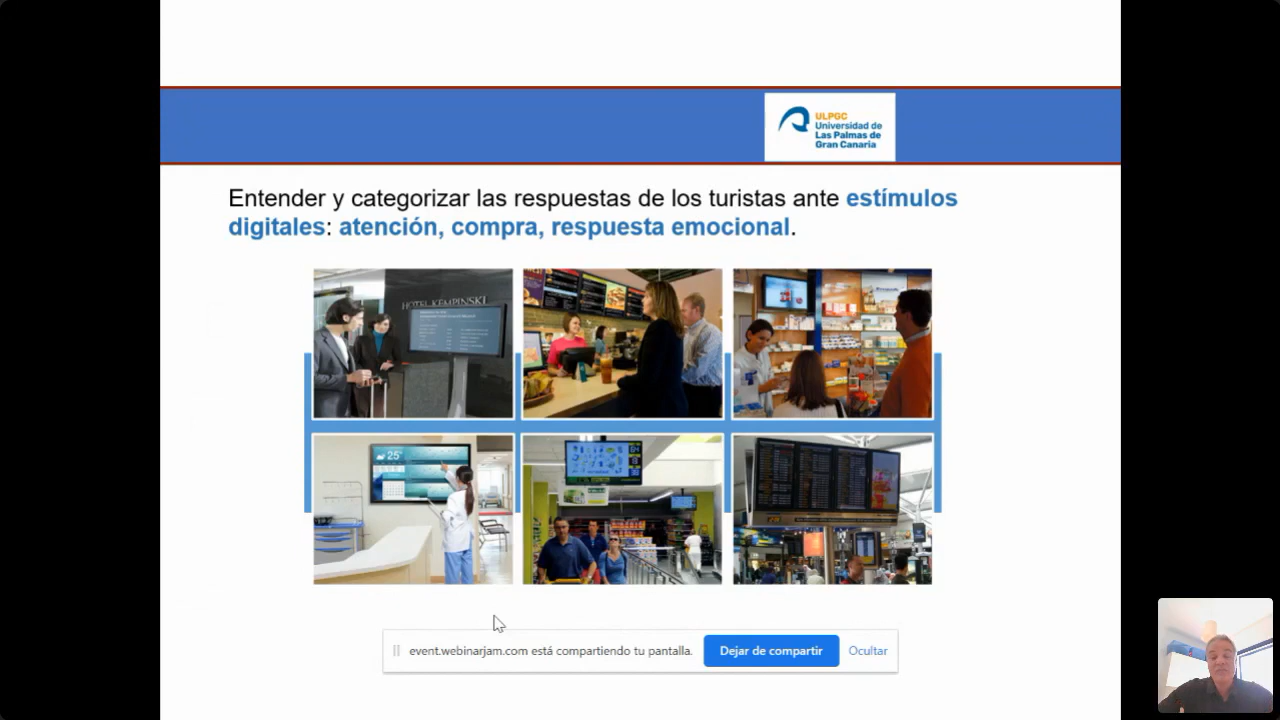 ULPGC
Universidad de
Las Palmas de
Gran Canaria
Entender y categorizar las respuestas de los turistas ante estímulos
digitales: atención, compra, respuesta emocional.
HOTEL KEMPINSKI
25°
event.webinarjam.com está compartiendo tu pantalla.
Dejar de compartir
Ocultar